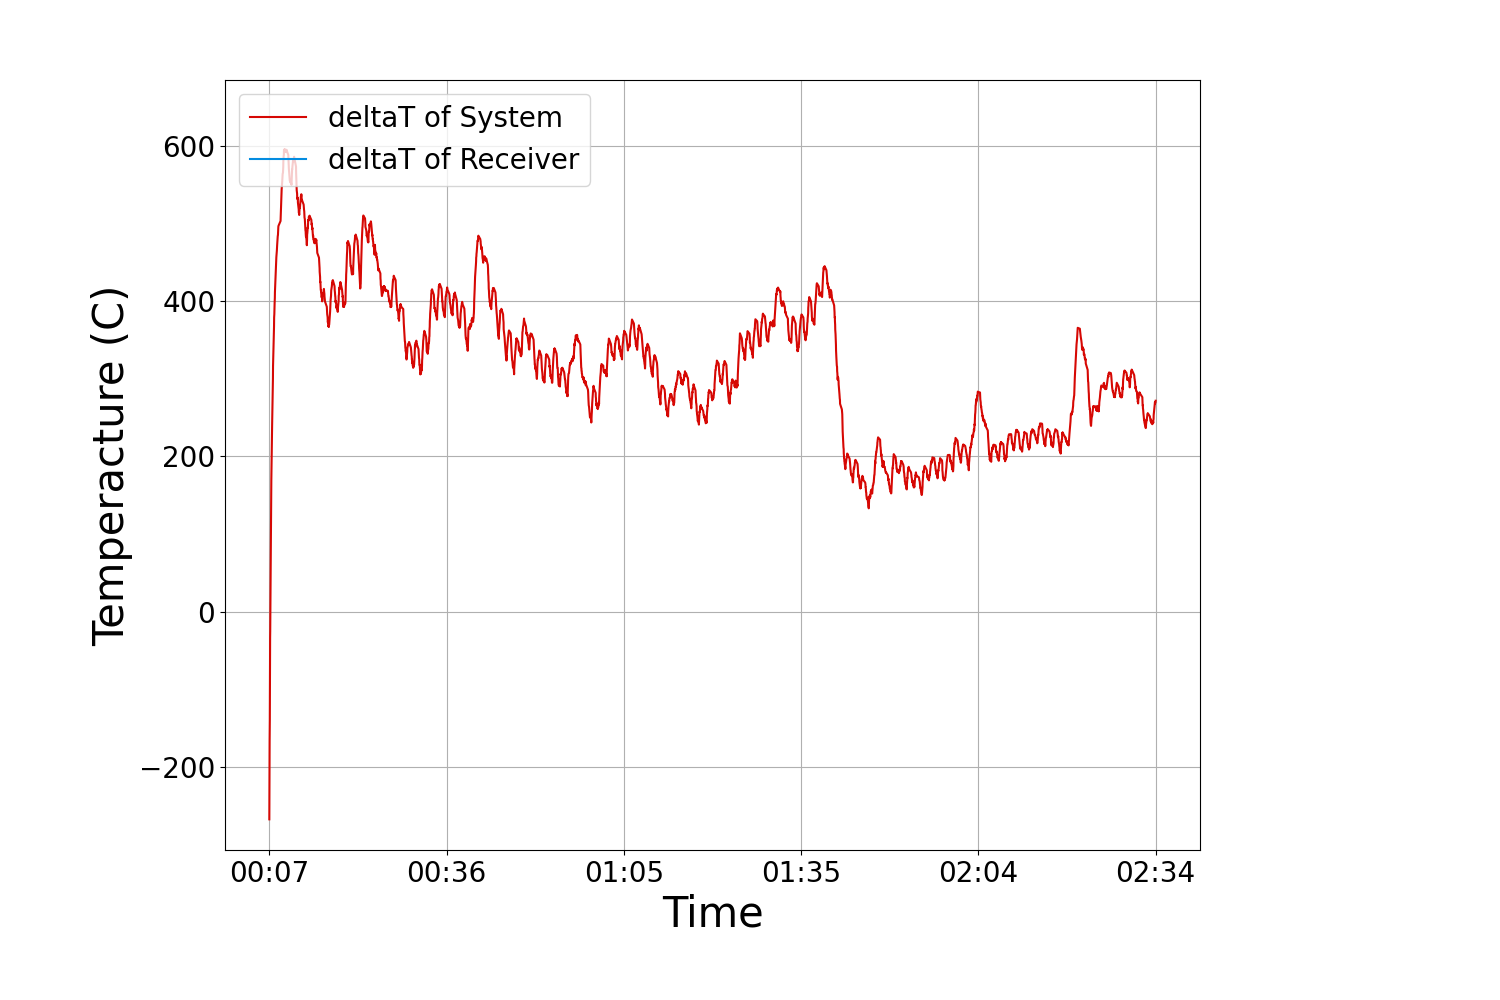 deltaT of System
deltaT of Receiver
600
400
200
0
−200
Temperacture (C)
00:07 00:36 01:05 01:35 02:04 02:34
Time